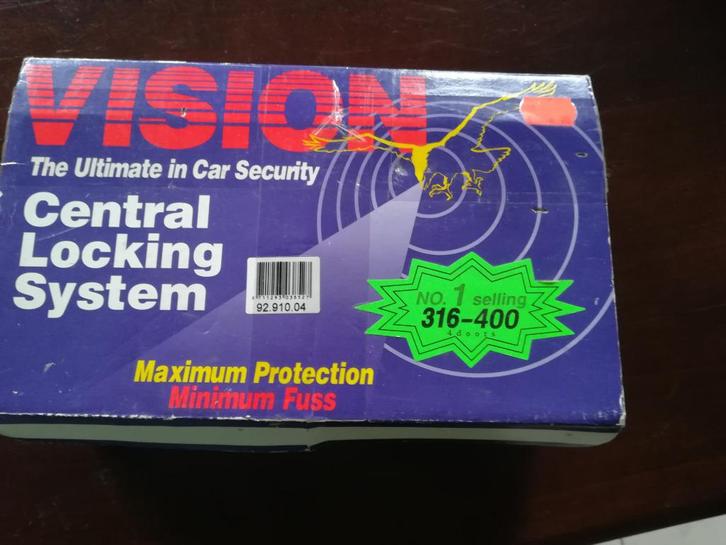 VISION
The Ultimate in Car Security
Central
Locking
System
92.910.04
NO. 1 selling
316-400
4doors
Maximum Protection
Minimum Fuss